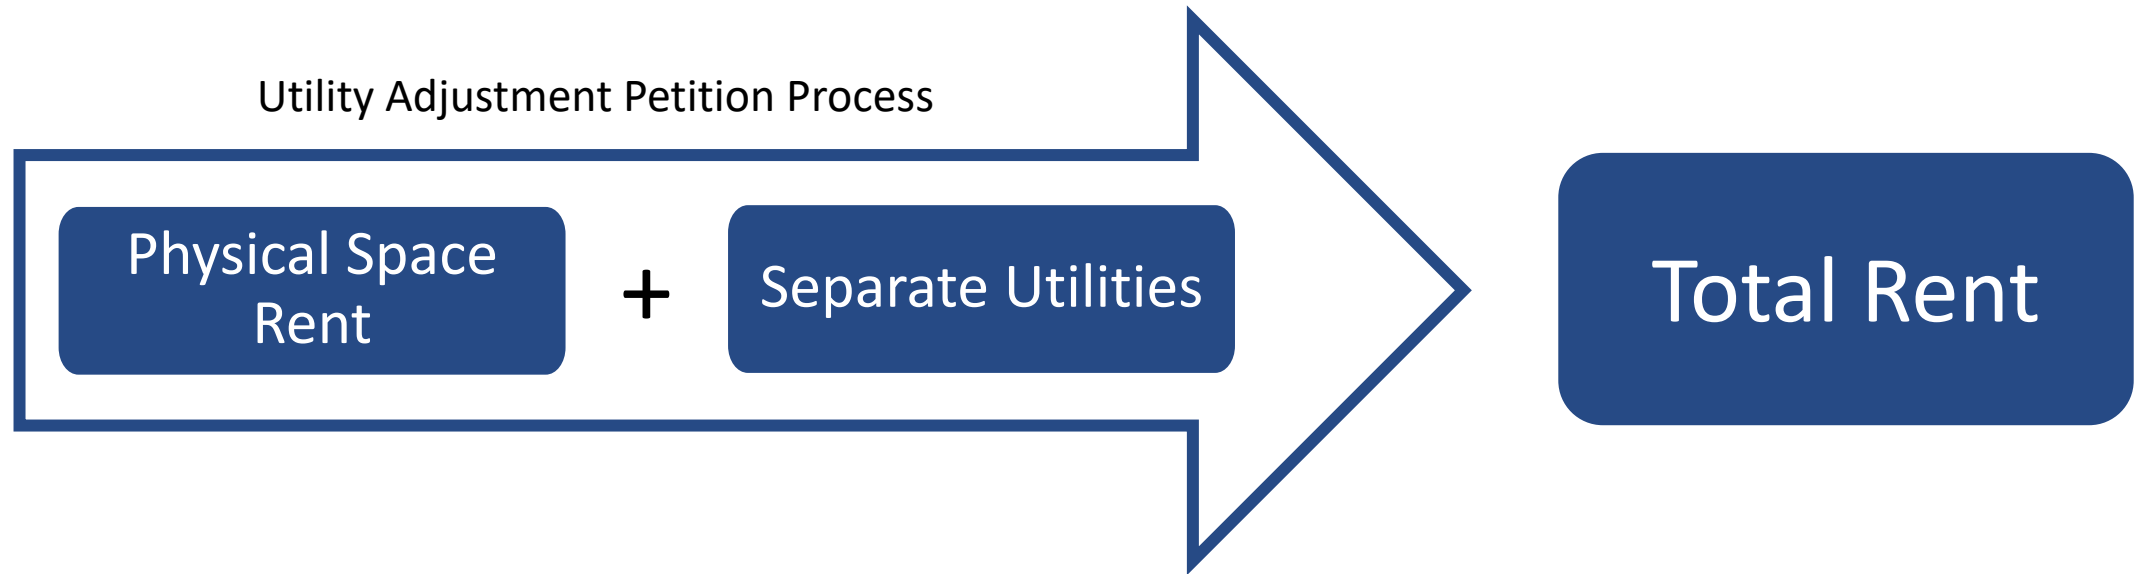 Utility Adjustment Petition Process
Physical Space
Rent
+
Separate Utilities
Total Rent